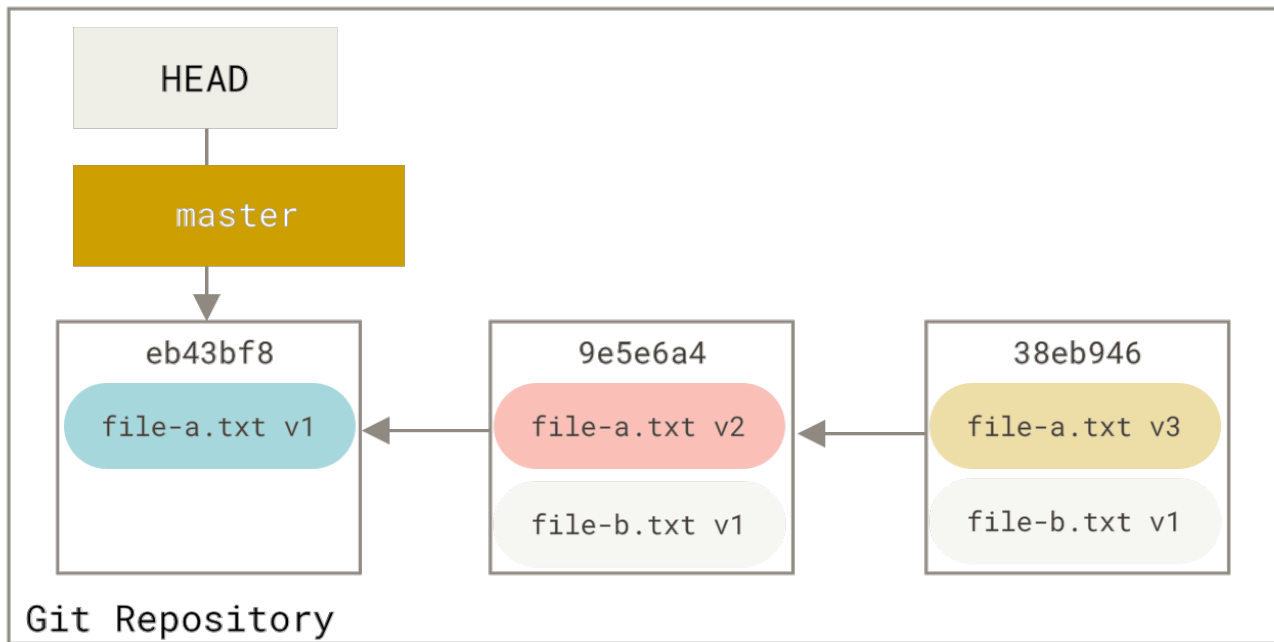 HEAD
master
eb43bf8
9e5e6a4
38eb946
file-a.txt v1
file-a.txt v2
file-a.txt v3
file-b.txt v1
file-b.txt v1
Git Repository